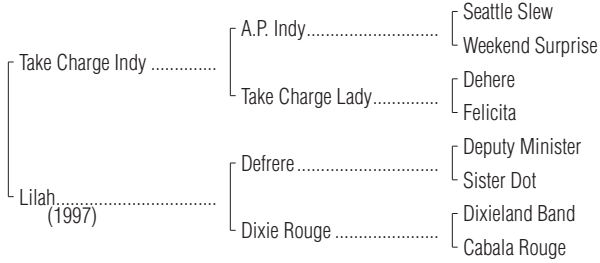 Seattle Slew
A.P. Indy
Weekend Surprise
Take Charge Indy
Dehere
Take Charge Lady
Felicita
Deputy Minister
Defrere
Sister Dot
Lilah
(1997)
Dixieland Band
Dixie Rouge
Cabala Rouge